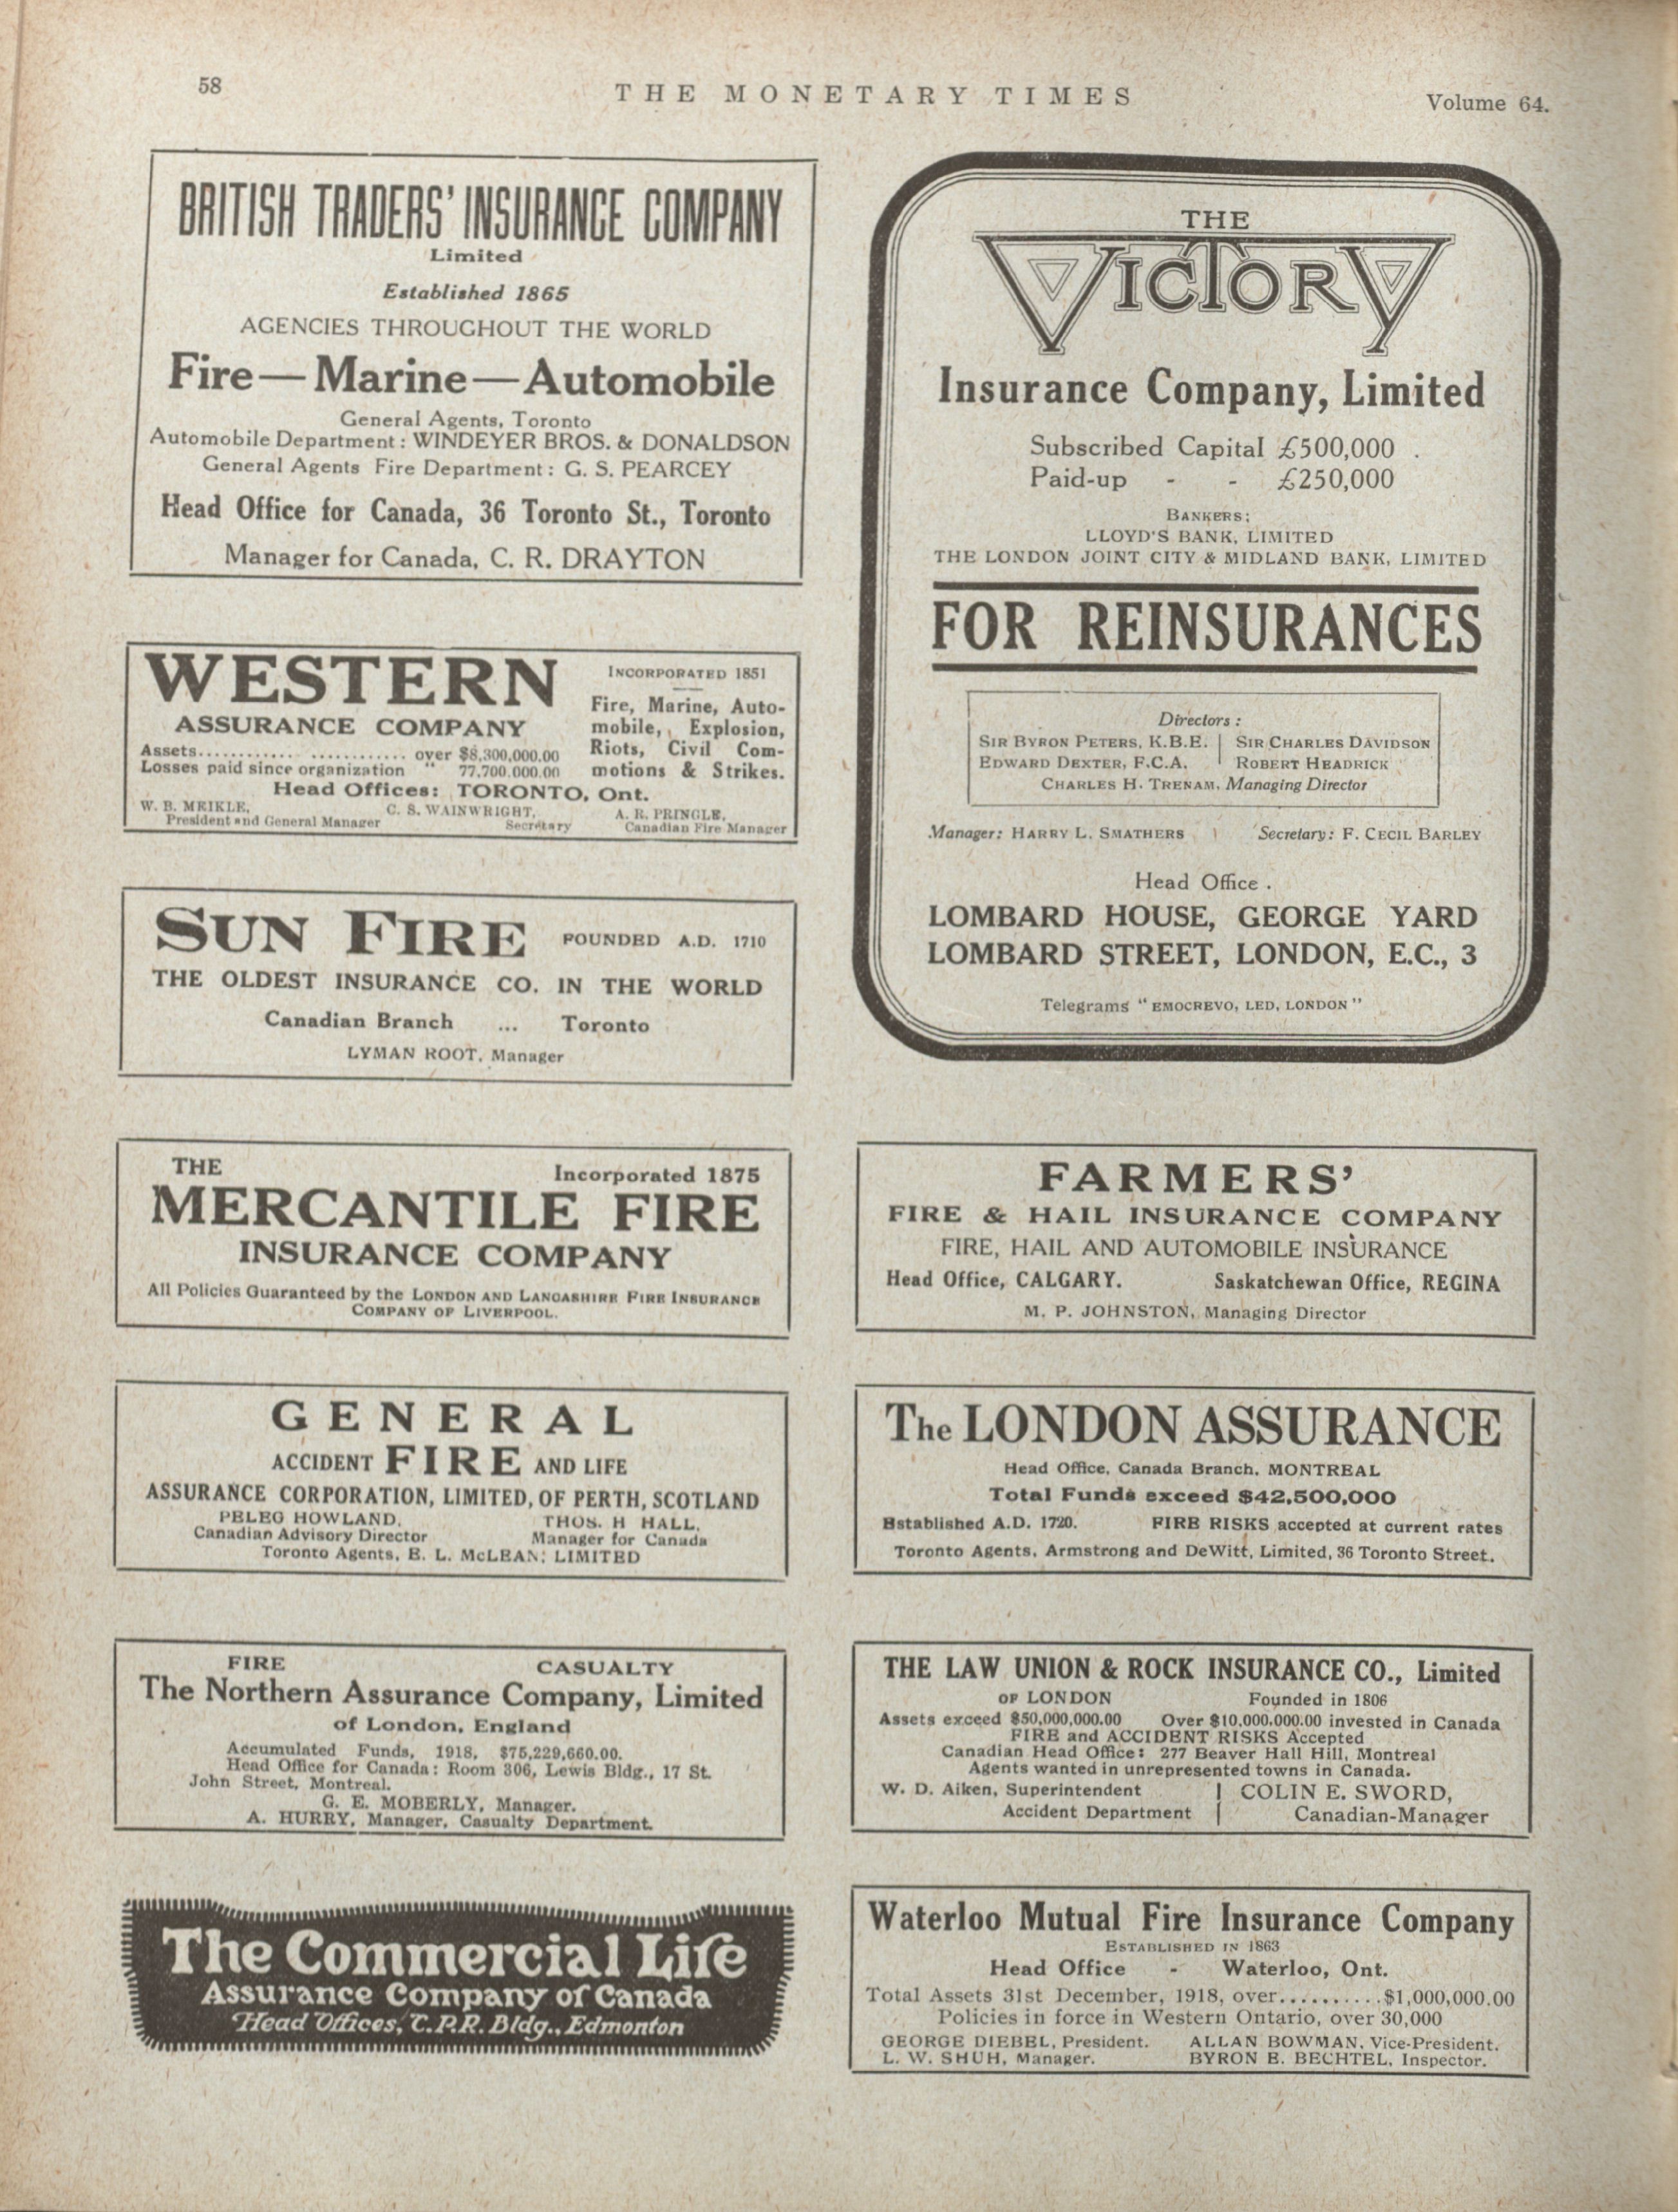 58
THE MONETARY TIMES
Volume 64.
BRITISH TRADERS' INSURANCE COMPANY
Limited
Established 1865
AGENCIES THROUGHOUT THE WORLD
Fire—Marine—Automobile
General Agents, Toronto
Automobile Department: WINDEYER BROS. & DONALDSON
General Agents Fire Department: G. S. PEARCEY
Head Office for Canada, 36 Toronto St., Toronto
Manager for Canada, C. R. DRAYTON
WESTERN
ASSURANCE COMPANY
INCORPORATED 1851
Fire, Marine, Auto-
mobile, Explosion,
Riots, Civil Com-
motions & Strikes.
Assets............. ............ over $8,300,000.00
Losses paid since organization " 77,700,000.00
Head Offices: TORONTO, Ont.
W. B. MEIKLE, C. S. WAINWRIGHT, A. R. PRINGLE,
President and General Manager Secretary Canadian Fire Manager
SUN FIRE FOUNDED A.D. 1710
THE OLDEST INSURANCE CO. IN THE WORLD
Canadian Branch ... Toronto
LYMAN ROOT, Manager
THE Incorporated 1875
MERCANTILE FIRE
INSURANCE COMPANY
All Policies Guaranteed by the LONDON AND LANCASHIRE FIRE INSURANCE
COMPANY OF LIVERPOOL.
GENERAL
ACCIDENT FIRE AND LIFE
ASSURANCE CORPORATION, LIMITED, OF PERTH, SCOTLAND
PELEG HOWLAND, THOS. H HALL,
Canadian Advisory Director Manager for Canada
Toronto Agents, E. L. McLEAN, LIMITED
FIRE CASUALTY
The Northern Assurance Company, Limited
of London, England
Accumulated Funds, 1918, $75,229,660.00.
Head Office for Canada: Room 306, Lewis Bldg., 17 St.
John Street, Montreal.
G. E. MOBERLY, Manager.
A. HURRY, Manager, Casualty Department.
The Commercial Life
Assurance Company of Canada
Head Offices, C.P.R. Bldg., Edmonton
THE
VICTORY
Insurance Company, Limited
Subscribed Capital £500,000
Paid-up - - £250,000
BANKERS:
LLOYD'S BANK, LIMITED
THE LONDON JOINT CITY & MIDLAND BANK, LIMITED
FOR REINSURANCES
Directors:
SIR BYRON PETERS, K.B.E. | SIR CHARLES DAVIDSON
EDWARD DEXTER, F.C.A. | ROBERT HEADRICK
CHARLES H. TRENAM, Managing Director
Manager: HARRY L. SMATHERS | Secretary: F. CECIL BARLEY
Head Office.
LOMBARD HOUSE, GEORGE YARD
LOMBARD STREET, LONDON, E.C., 3
Telegrams "EMOCREVO, LED, LONDON"
FARMERS'
FIRE & HAIL INSURANCE COMPANY
FIRE, HAIL AND AUTOMOBILE INSURANCE
Head Office, CALGARY. Saskatchewan Office, REGINA
M. P. JOHNSTON, Managing Director
The LONDON ASSURANCE
Head Office, Canada Branch, MONTREAL
Total Funds exceed $42,500,000
Established A.D. 1720. FIRE RISKS accepted at current rates
Toronto Agents, Armstrong and DeWitt, Limited, 36 Toronto Street.
THE LAW UNION & ROCK INSURANCE CO., Limited
OF LONDON Founded in 1806
Assets exceed $50,000,000.00 Over $10,000,000.00 invested in Canada
FIRE and ACCIDENT RISKS Accepted
Canadian Head Office: 277 Beaver Hall Hill, Montreal
Agents wanted in unrepresented towns in Canada.
W. D. Aiken, Superintendent | COLIN E. SWORD,
Accident Department | Canadian-Manager
Waterloo Mutual Fire Insurance Company
ESTABLISHED IN 1863
Head Office - Waterloo, Ont.
Total Assets 31st December, 1918, over..........$1,000,000.00
Policies in force in Western Ontario, over 30,000
GEORGE DIEBEL, President. ALLAN BOWMAN, Vice-President.
L. W. SHUH, Manager. BYRON E. BECHTEL, Inspector.